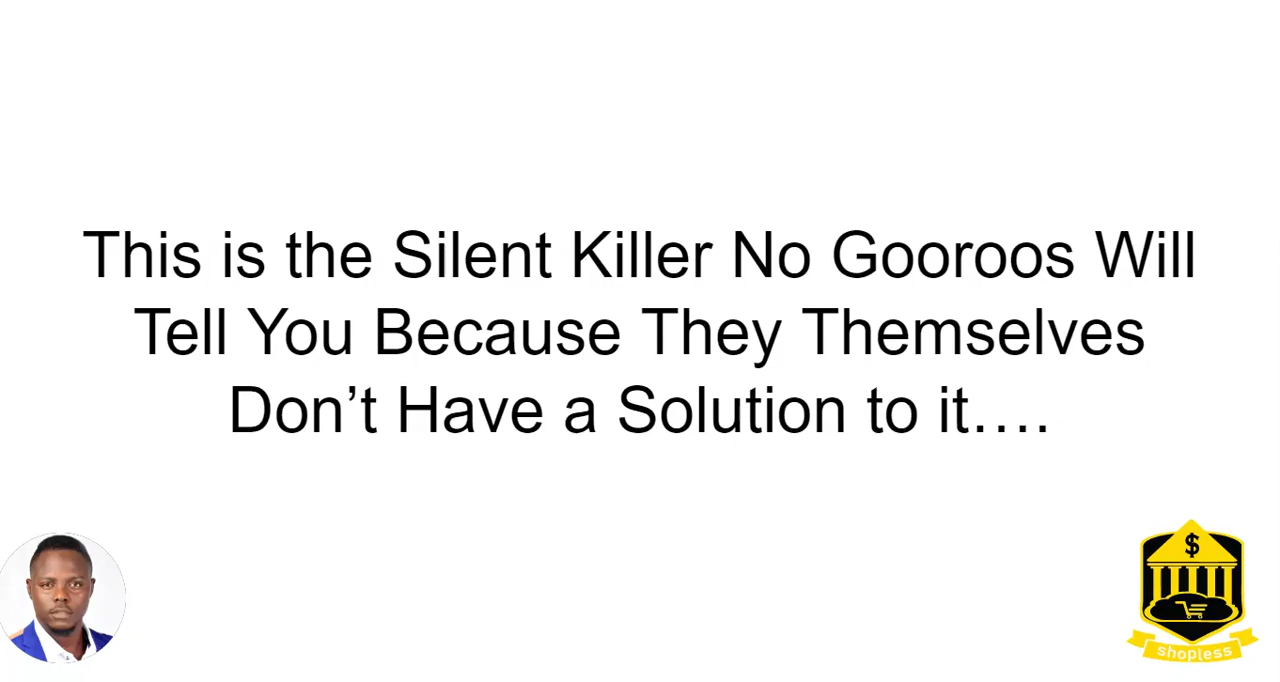 This is the Silent Killer No Gooroos Will
Tell You Because They Themselves
Don’t Have a Solution to it….
$
shopless